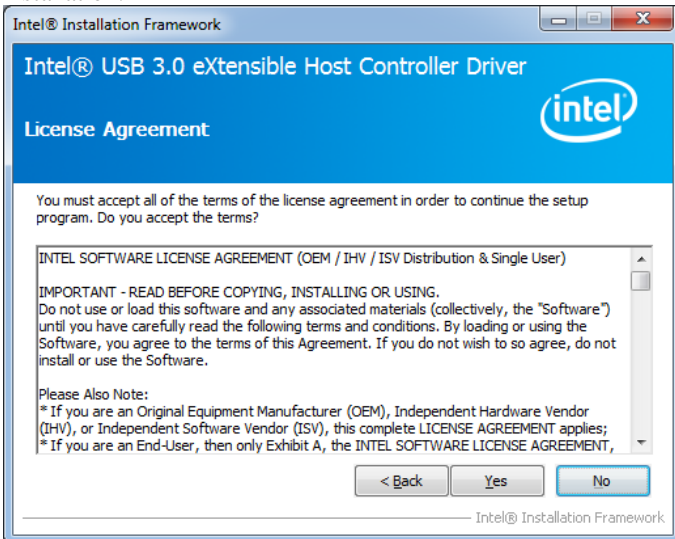 Intel® Installation Framework
Intel® USB 3.0 eXtensible Host Controller Driver
intel
License Agreement
You must accept all of the terms of the license agreement in order to continue the setup
program. Do you accept the terms?
INTEL SOFTWARE LICENSE AGREEMENT (OEM / IHV / ISV Distribution & Single User)
IMPORTANT - READ BEFORE COPYING, INSTALLING OR USING.
Do not use or load this software and any associated materials (collectively, the "Software")
until you have carefully read the following terms and conditions. By loading or using the
Software, you agree to the terms of this Agreement. If you do not wish to so agree, do not
install or use the Software.
Please Also Note:
* If you are an Original Equipment Manufacturer (OEM), Independent Hardware Vendor
(IHV), or Independent Software Vendor (ISV), this complete LICENSE AGREEMENT applies;
* If you are an End-User, then only Exhibit A, the INTEL SOFTWARE LICENSE AGREEMENT,
< Back Yes No
Intel® Installation Framework